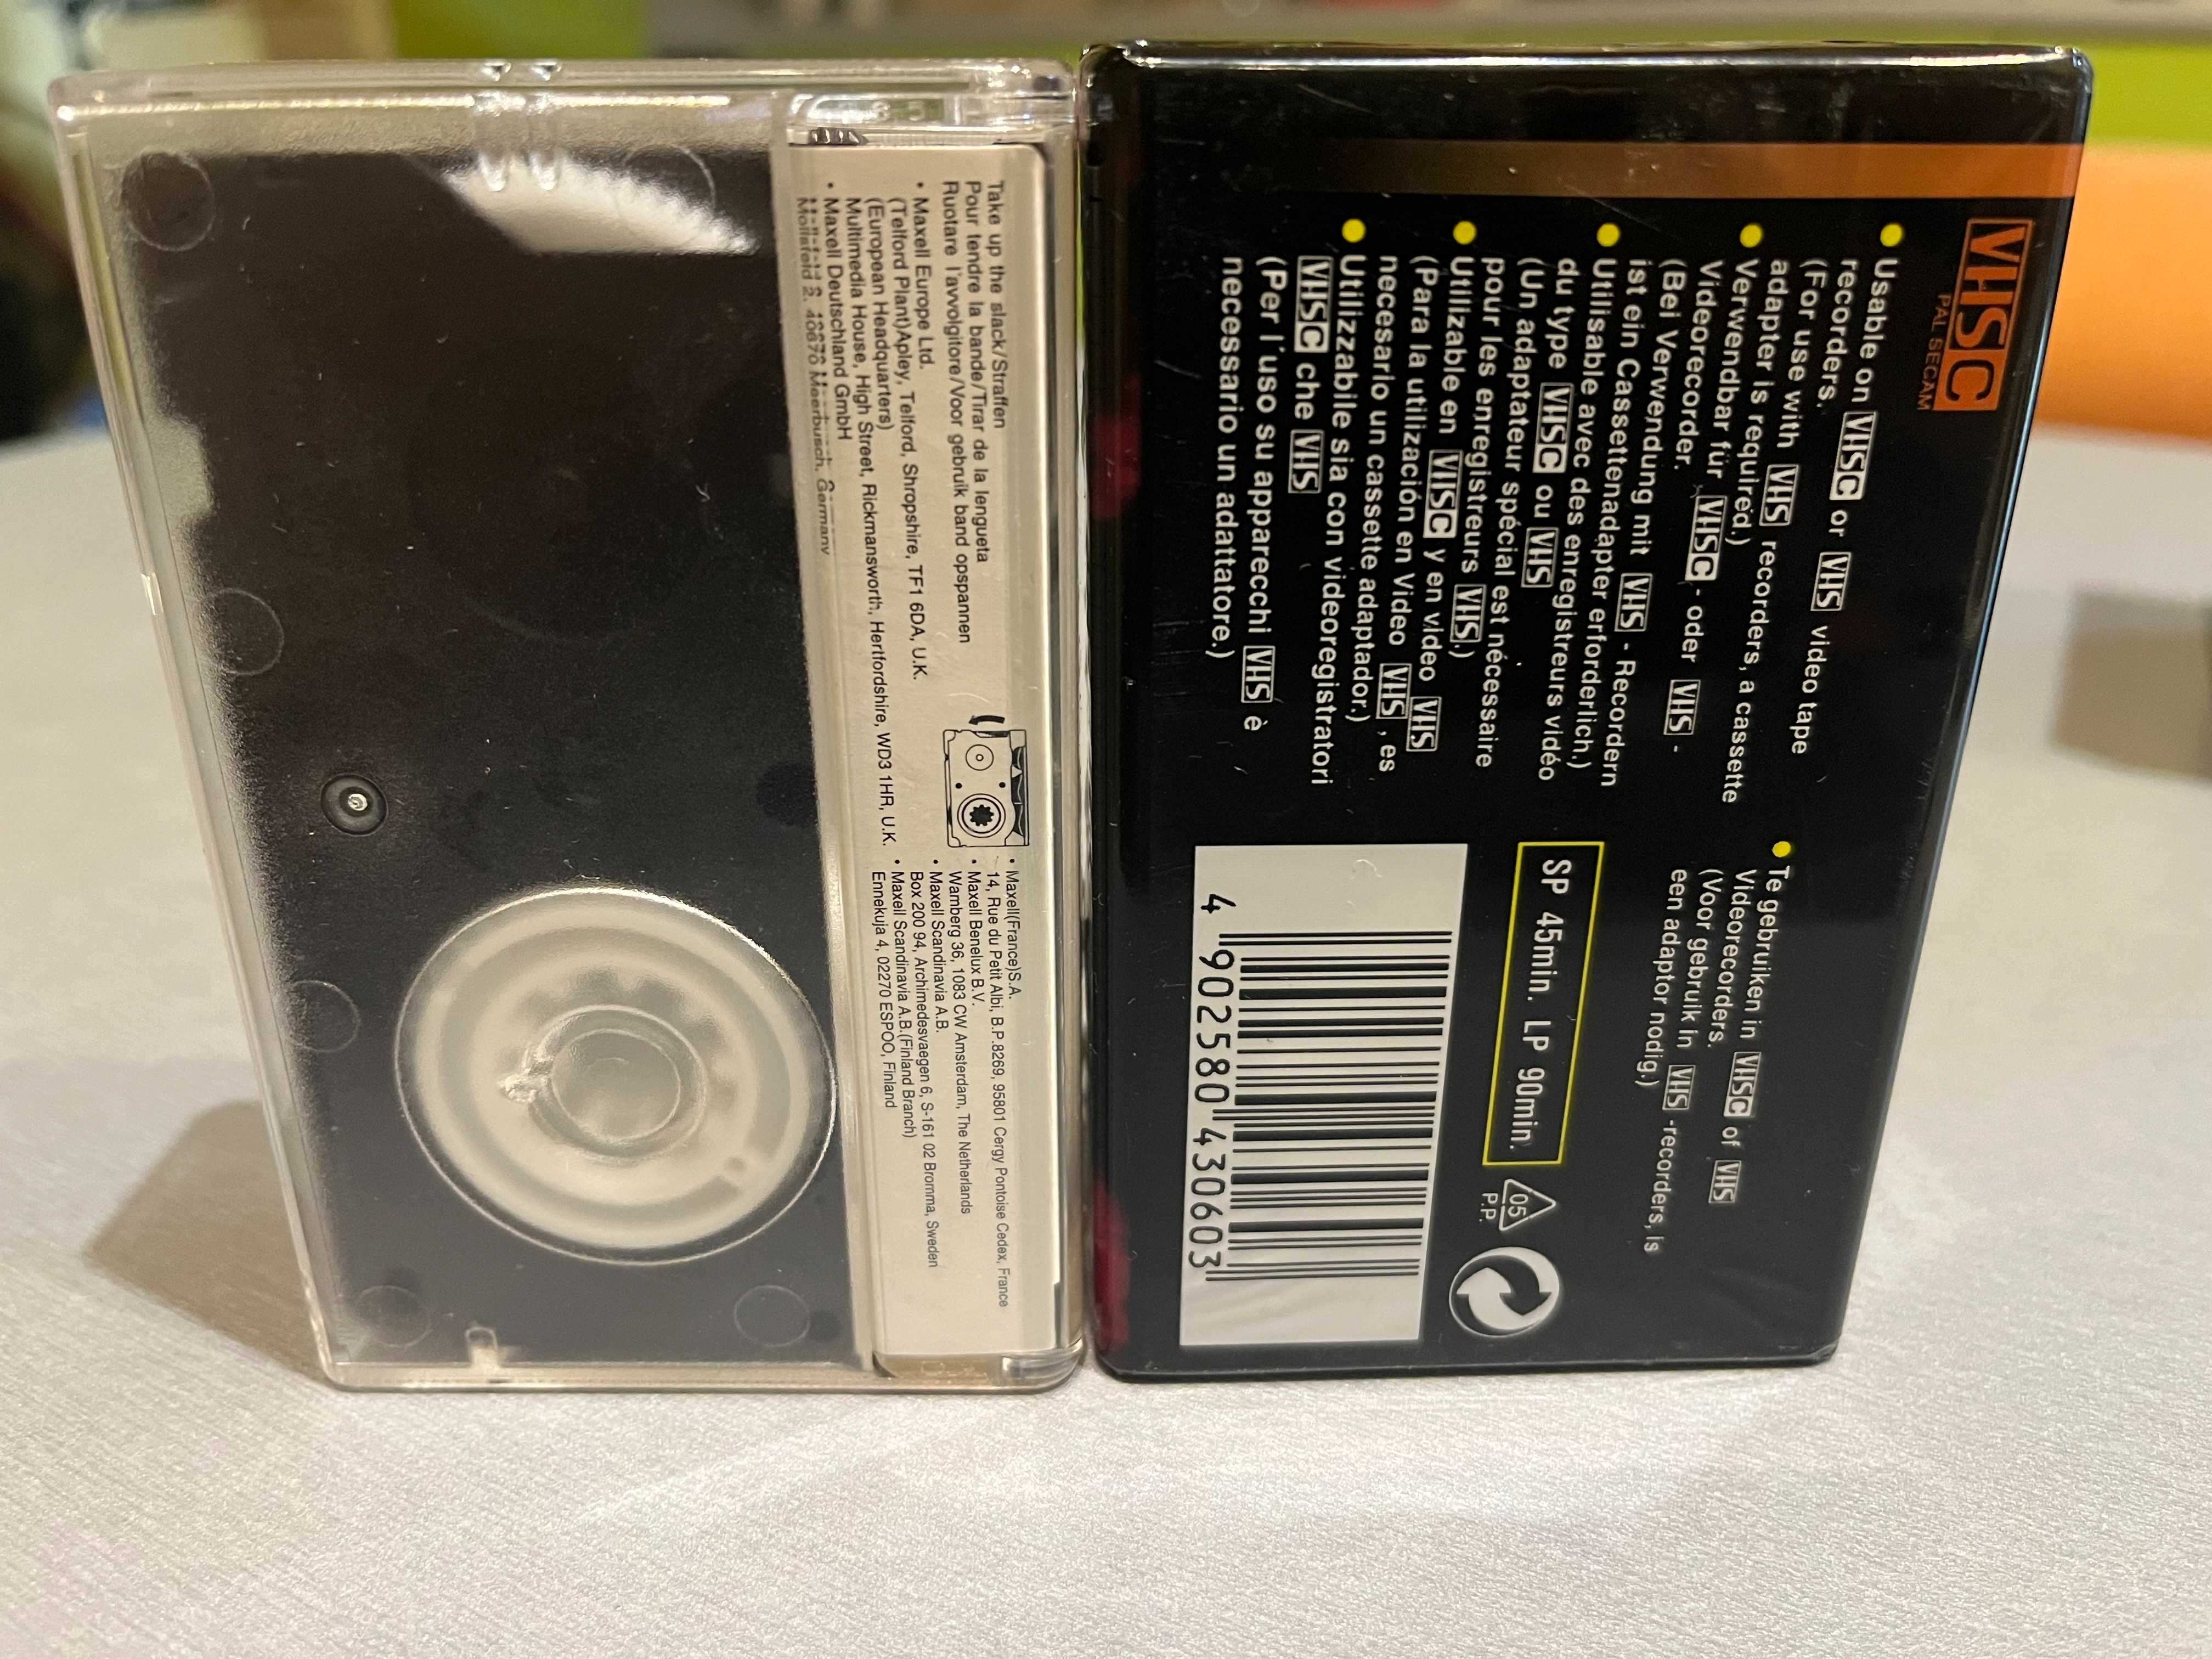 Take up the slack/Straffen
Pour tendre la bande/Tirar de la lengueta
Ruotare l'avvolgitore/Voor gebruik band opspannen
• Maxell Europe Ltd.
(Telford Plant)Apley, Telford, Shropshire, TF1 6DA, U.K.
(European Headquarters)
Multimedia House, High Street, Rickmansworth, Hertfordshire, WD3 1HR, U.K.
• Maxell Deutschland GmbH
40670 Meerbusch, Germany
• Maxell(France)S.A.
14, Rue du Petit Albi, B.P.8269, 95801 Cergy Pontoise Cedex, France
• Maxell Benelux B.V.
Wamberg 36, 1083 CW Amsterdam, The Netherlands
• Maxell Scandinavia A.B.
Box 200 94, Archimedesvaegen 6, S-161 02 Bromma, Sweden
• Maxell Scandinavia A.B.(Finland Branch)
Ennekuja 4, 02270 ESPOO, Finland
VHSC
PAL SECAM
• Usable on VHSC or VHS video tape
recorders.
(For use with VHS recorders, a cassette
adapter is required.)
• Verwendbar für VHSC - oder VHS -
Videorecorder.
(Bei Verwendung mit VHS - Recordern
ist ein Cassettenadapter erforderlich.)
• Utilisable avec des enregistreurs vidéo
du type VHSC ou VHS
(Un adaptateur spécial est nécessaire
pour les enregistreurs VHS.)
• Utilizable en VHSC y en video VHS
(Para la utilización en video VHS, es
necesario un cassette adaptador.)
• Utilizzabile sia con videoregistratori
VHSC che VHS
(Per l'uso su apparecchi VHS è
necessario un adattatore.)
• Te gebruiken in VHSC of VHS
Videorecorders.
(Voor gebruik in VHS -recorders, is
een adaptor nodig.)
SP 45min. LP 90min.
05
P.P.
4 902580 430603